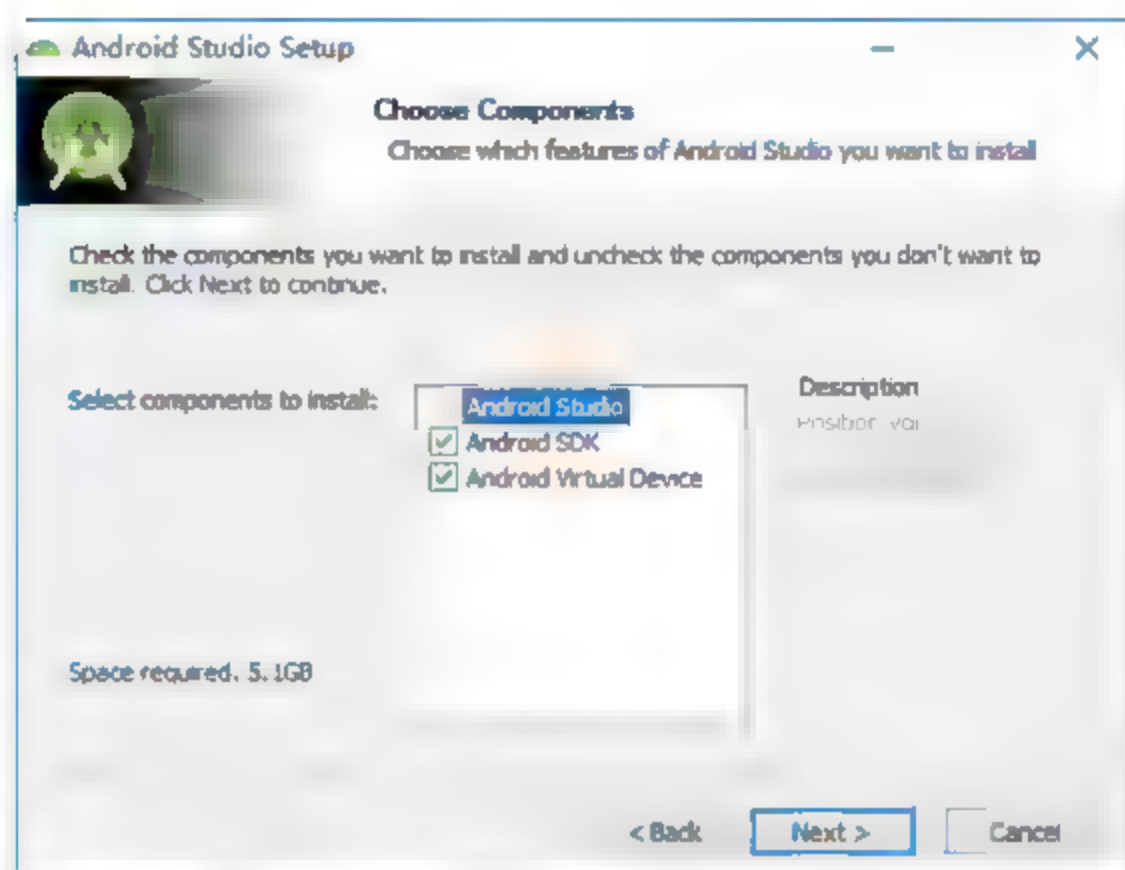 Android Studio Setup
Choose Components
Choose which features of Android Studio you want to install
Check the components you want to install and uncheck the components you don't want to
install. Click Next to continue.
Select components to install:
Android Studio
Android SDK
Android Virtual Device
Description
Position
Space required. 5.1GB
< Back
Next >
Cancel